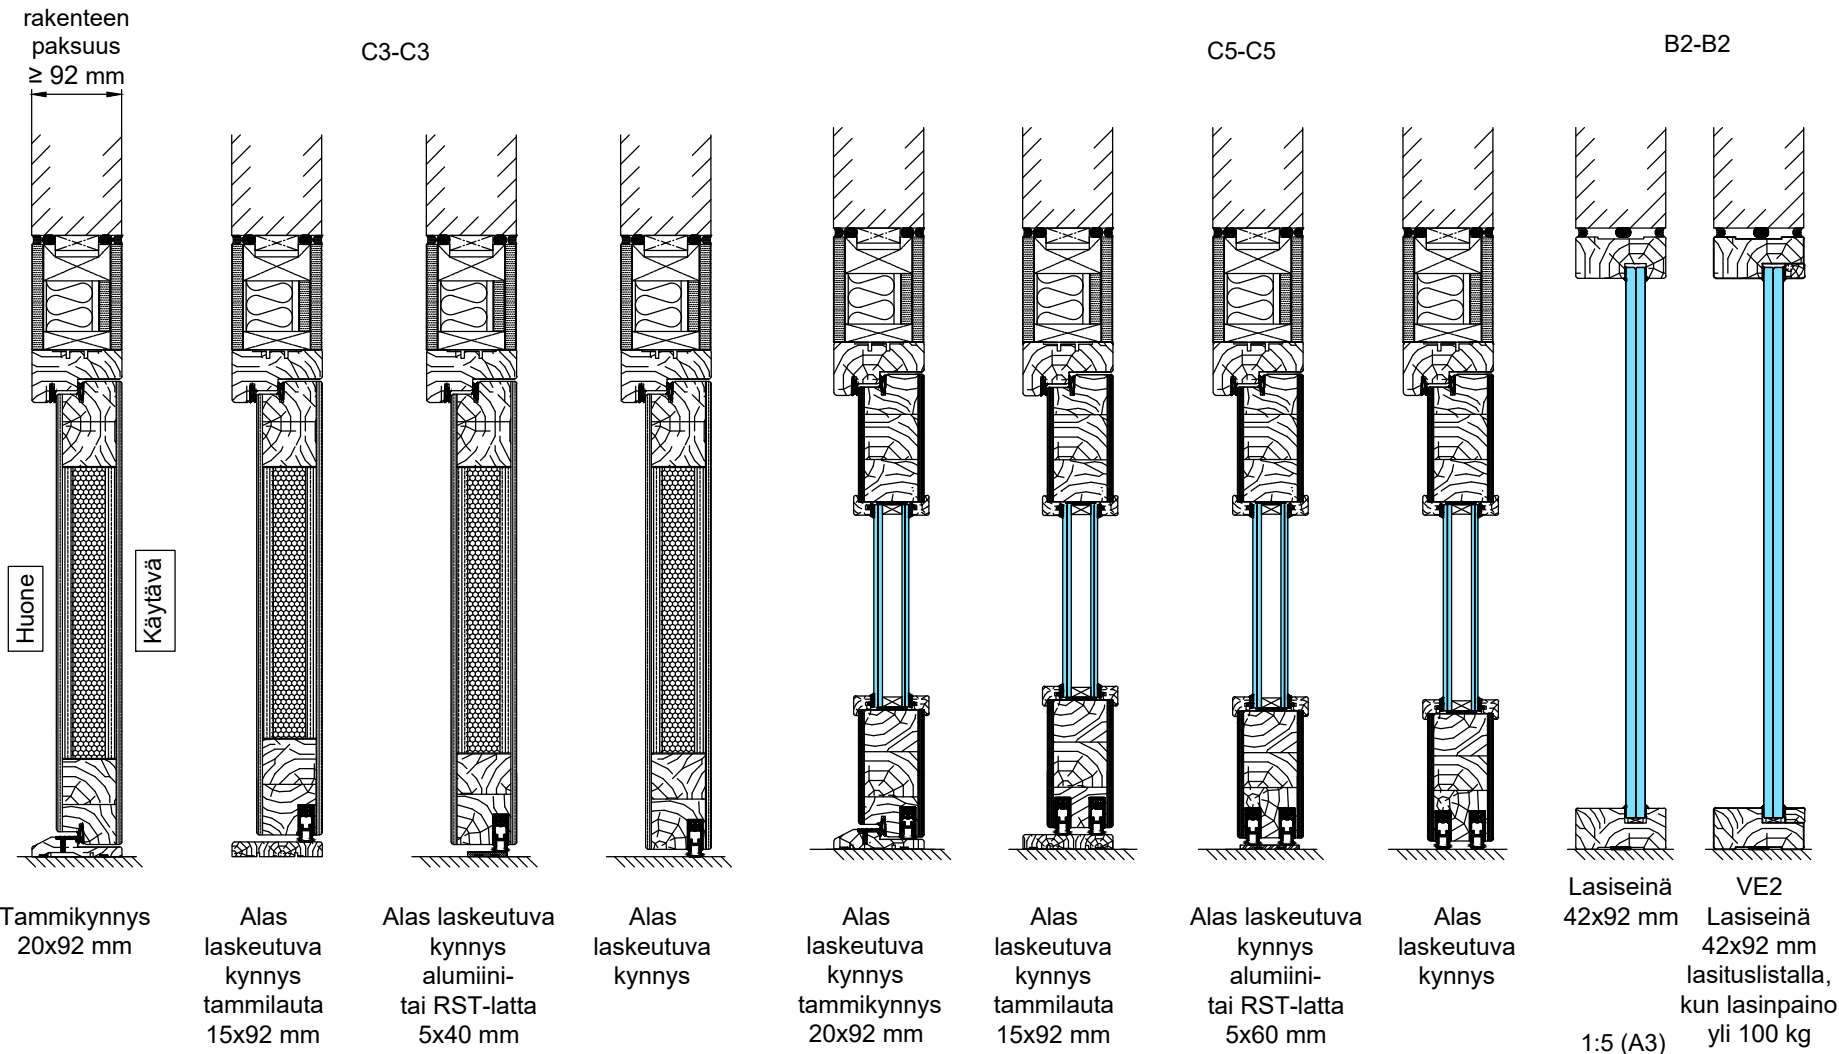 rakenteen
paksuus
≥ 92 mm
C3-C3
C5-C5
B2-B2
Huone
Käytävä
Tammikynnys
20x92 mm
Alas
laskeutuva
kynnys
tammilauta
15x92 mm
Alas laskeutuva
kynnys
alumiini-
tai RST-latta
5x40 mm
Alas
laskeutuva
kynnys
Alas
laskeutuva
kynnys
tammikynnys
20x92 mm
Alas
laskeutuva
kynnys
tammilauta
15x92 mm
Alas laskeutuva
kynnys
alumiini-
tai RST-latta
5x60 mm
Alas
laskeutuva
kynnys
Lasiseinä
42x92 mm
VE2
Lasiseinä
42x92 mm
lasituslistalla,
kun lasinpaino
yli 100 kg
1:5 (A3)